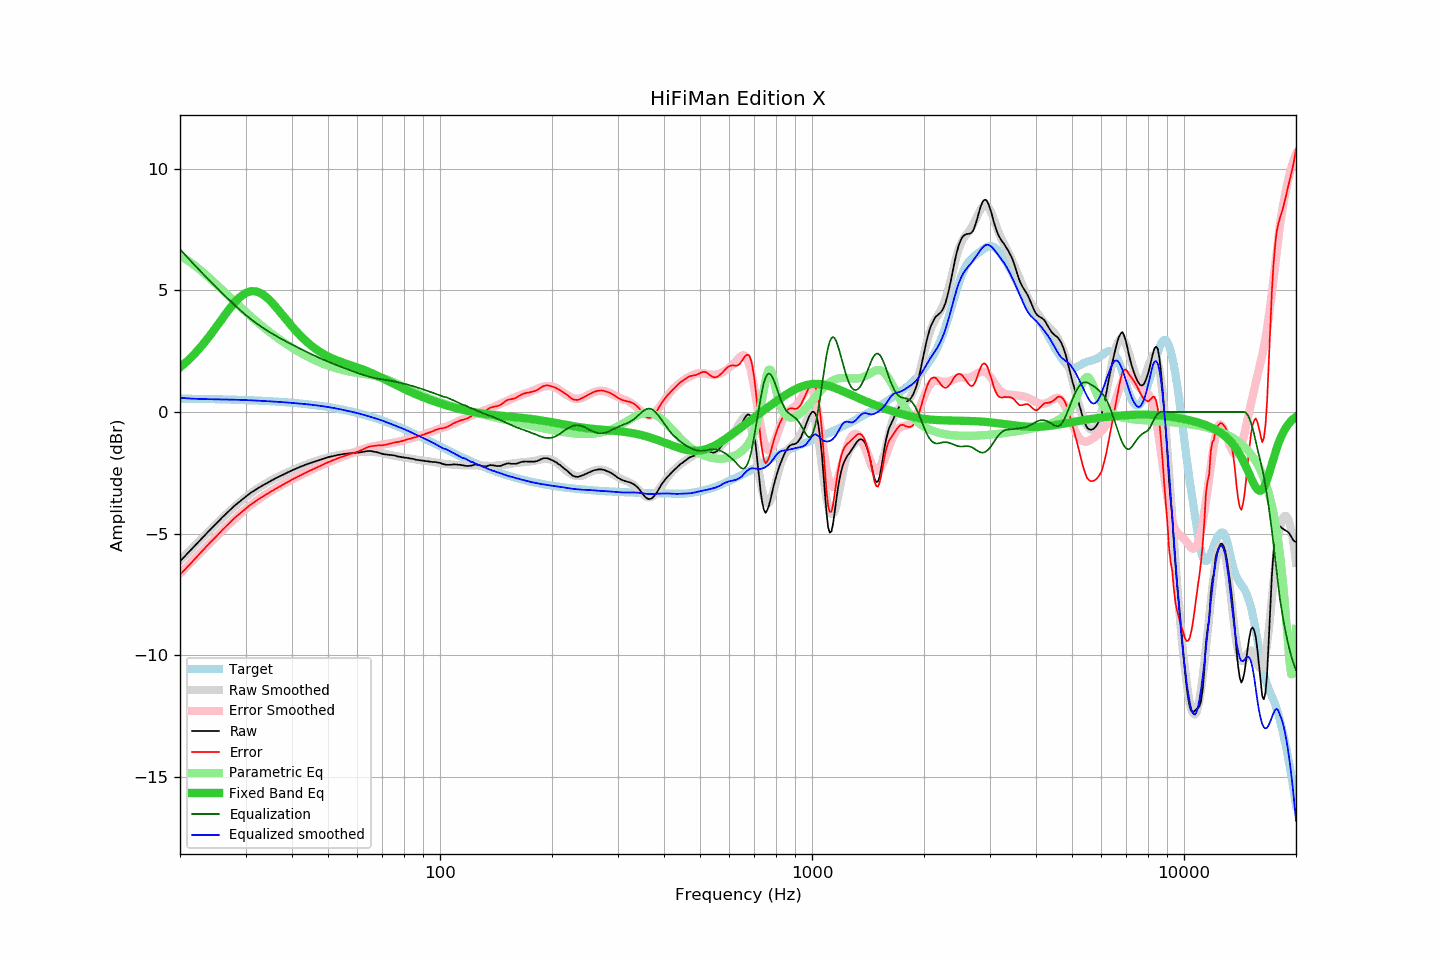 HiFiMan Edition X
Amplitude (dBr)
10
5
0
−5
−10
−15
Target
Raw Smoothed
Error Smoothed
Raw
Error
Parametric Eq
Fixed Band Eq
Equalization
Equalized smoothed
100
1000
10000
Frequency (Hz)